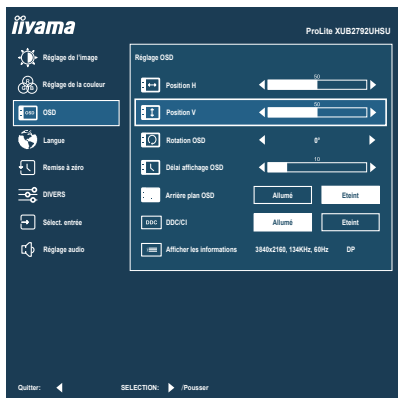 iiyama
ProLite XUB2792UHSU
Réglage de l'image
Réglage de la couleur
OSD OSD
Langue
Remise à zéro
DIVERS
Sélect. entrée
Réglage audio
Réglage OSD
Position H 50
Position V 50
Rotation OSD 0°
Délai affichage OSD 10
Arrière plan OSD Allumé Eteint
DDC DDC/CI Allumé Eteint
Afficher les informations 3840x2160, 134KHz, 60Hz DP
Quitter: SELECTION: /Pousser